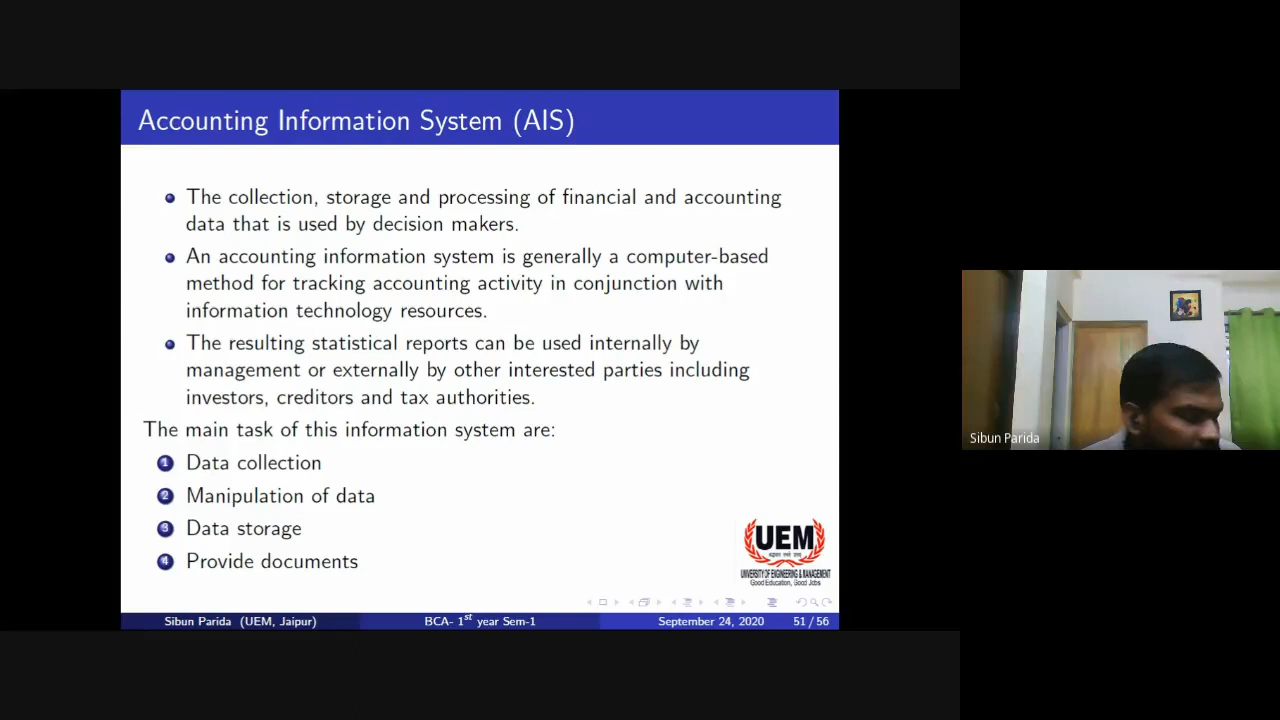 Accounting Information System (AIS)
The collection, storage and processing of financial and accounting
data that is used by decision makers.
An accounting information system is generally a computer-based
method for tracking accounting activity in conjunction with
information technology resources.
The resulting statistical reports can be used internally by
management or externally by other interested parties including
investors, creditors and tax authorities.
The main task of this information system are:
1 Data collection
2 Manipulation of data
3 Data storage
4 Provide documents
UEM
UNIVERSITY OF ENGINEERING & MANAGEMENT
Good Education, Good Jobs
Sibun Parida (UEM, Jaipur) BCA- 1st year Sem-1 September 24, 2020 51 / 56
Sibun Parida